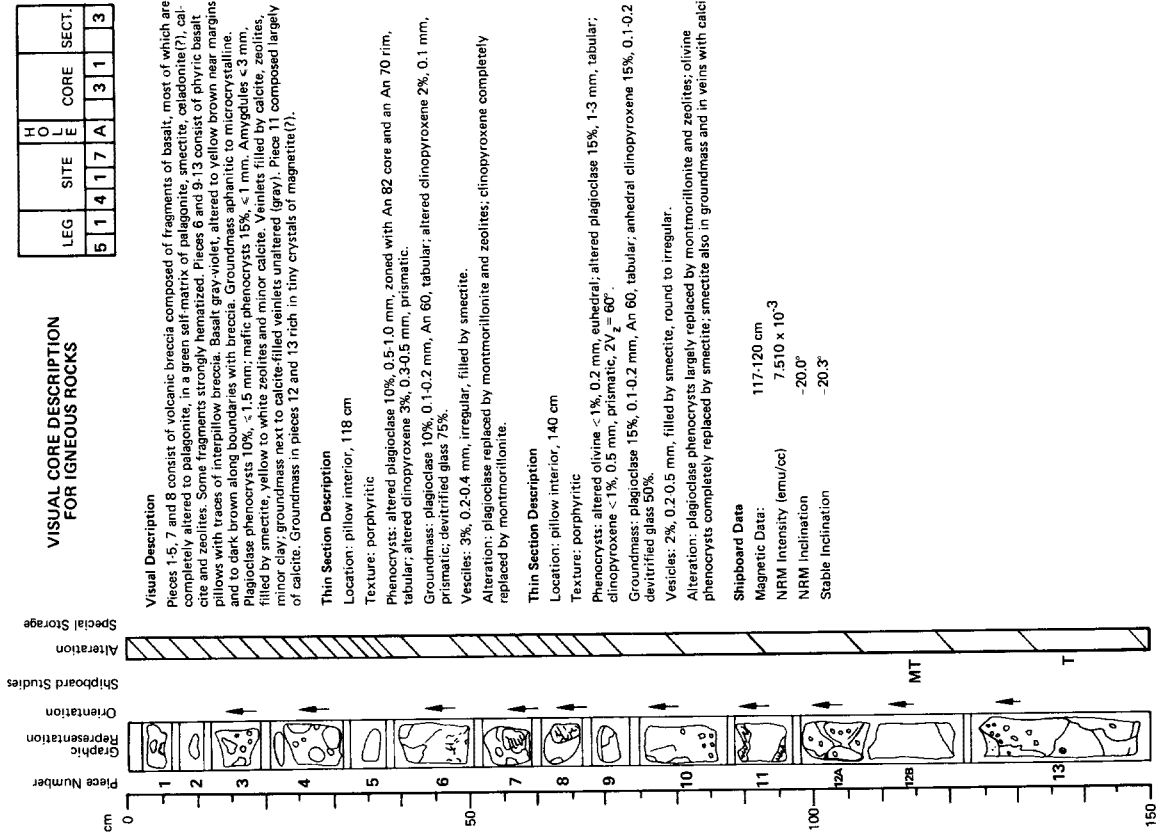 VISUAL CORE DESCRIPTION
FOR IGNEOUS ROCKS
LEG SITE HOLE CORE SECT.
5 1 4 1 7 A 3 1 3
cm
Piece Number
Graphic
Representation
Orientation
Shipboard Studies
Alteration
Special Storage
0
50
100
150
1
2
3
4
5
6
7
8
9
10
11
12A
12B
13
MT
T
Visual Description
Pieces 1-5, 7 and 8 consist of volcanic breccia composed of fragments of basalt, most of which are
completely altered to palagonite, in a green self-matrix of palagonite, smectite, celadonite(?), cal-
cite and zeolites. Some fragments strongly hematized. Pieces 6 and 9-13 consist of phyric basalt
pillows with traces of interpillow breccia. Basalt gray-violet, altered to yellow brown near margins
and to dark brown along boundaries with breccia. Groundmass aphanitic to microcrystalline.
Plagioclase phenocrysts 10%, ≤1.5 mm; mafic phenocrysts 15%, ≤ 1 mm. Amygdules ≤3 mm,
filled by smectite, yellow to white zeolites and minor calcite. Veinlets filled by calcite, zeolites,
minor clay; groundmass next to calcite-filled veinlets unaltered (gray). Piece 11 composed largely
of calcite. Groundmass in pieces 12 and 13 rich in tiny crystals of magnetite(?).
Thin Section Description
Location: pillow interior, 118 cm
Texture: porphyritic
Phenocrysts: altered plagioclase 10%, 0.5-1.0 mm, zoned with An 82 core and an An 70 rim,
tabular; altered clinopyroxene 3%, 0.3-0.5 mm, prismatic.
Groundmass: plagioclase 10%, 0.1-0.2 mm, An 60, tabular; altered clinopyroxene 2%, 0.1 mm,
prismatic; devitrified glass 75%.
Vesciles: 3%, 0.2-0.4 mm, irregular, filled by smectite.
Alteration: plagioclase replaced by montmorillonite and zeolites; clinopyroxene completely
replaced by montmorillonite.
Thin Section Description
Location: pillow interior, 140 cm
Texture: porphyritic
Phenocrysts: altered olivine <1%, 0.2 mm, euhedral; altered plagioclase 15%, 1-3 mm, tabular;
clinopyroxene <1%, 0.5 mm, prismatic, 2Vz = 60°.
Groundmass: plagioclase 15%, 0.1-0.2 mm, An 60, tabular; anhedral clinopyroxene 15%, 0.1-0.2
devitrified glass 50%.
Vesicles: 2%, 0.2-0.5 mm, filled by smectite, round to irregular.
Alteration: plagioclase phenocrysts largely replaced by montmorillonite and zeolites; olivine
phenocrysts completely replaced by smectite; smectite also in groundmass and in veins with calci
Shipboard Data
Magnetic Data: 117-120 cm
NRM Intensity (emu/cc) 7.510 x 10-3
NRM Inclination -20.0°
Stable Inclination -20.3°